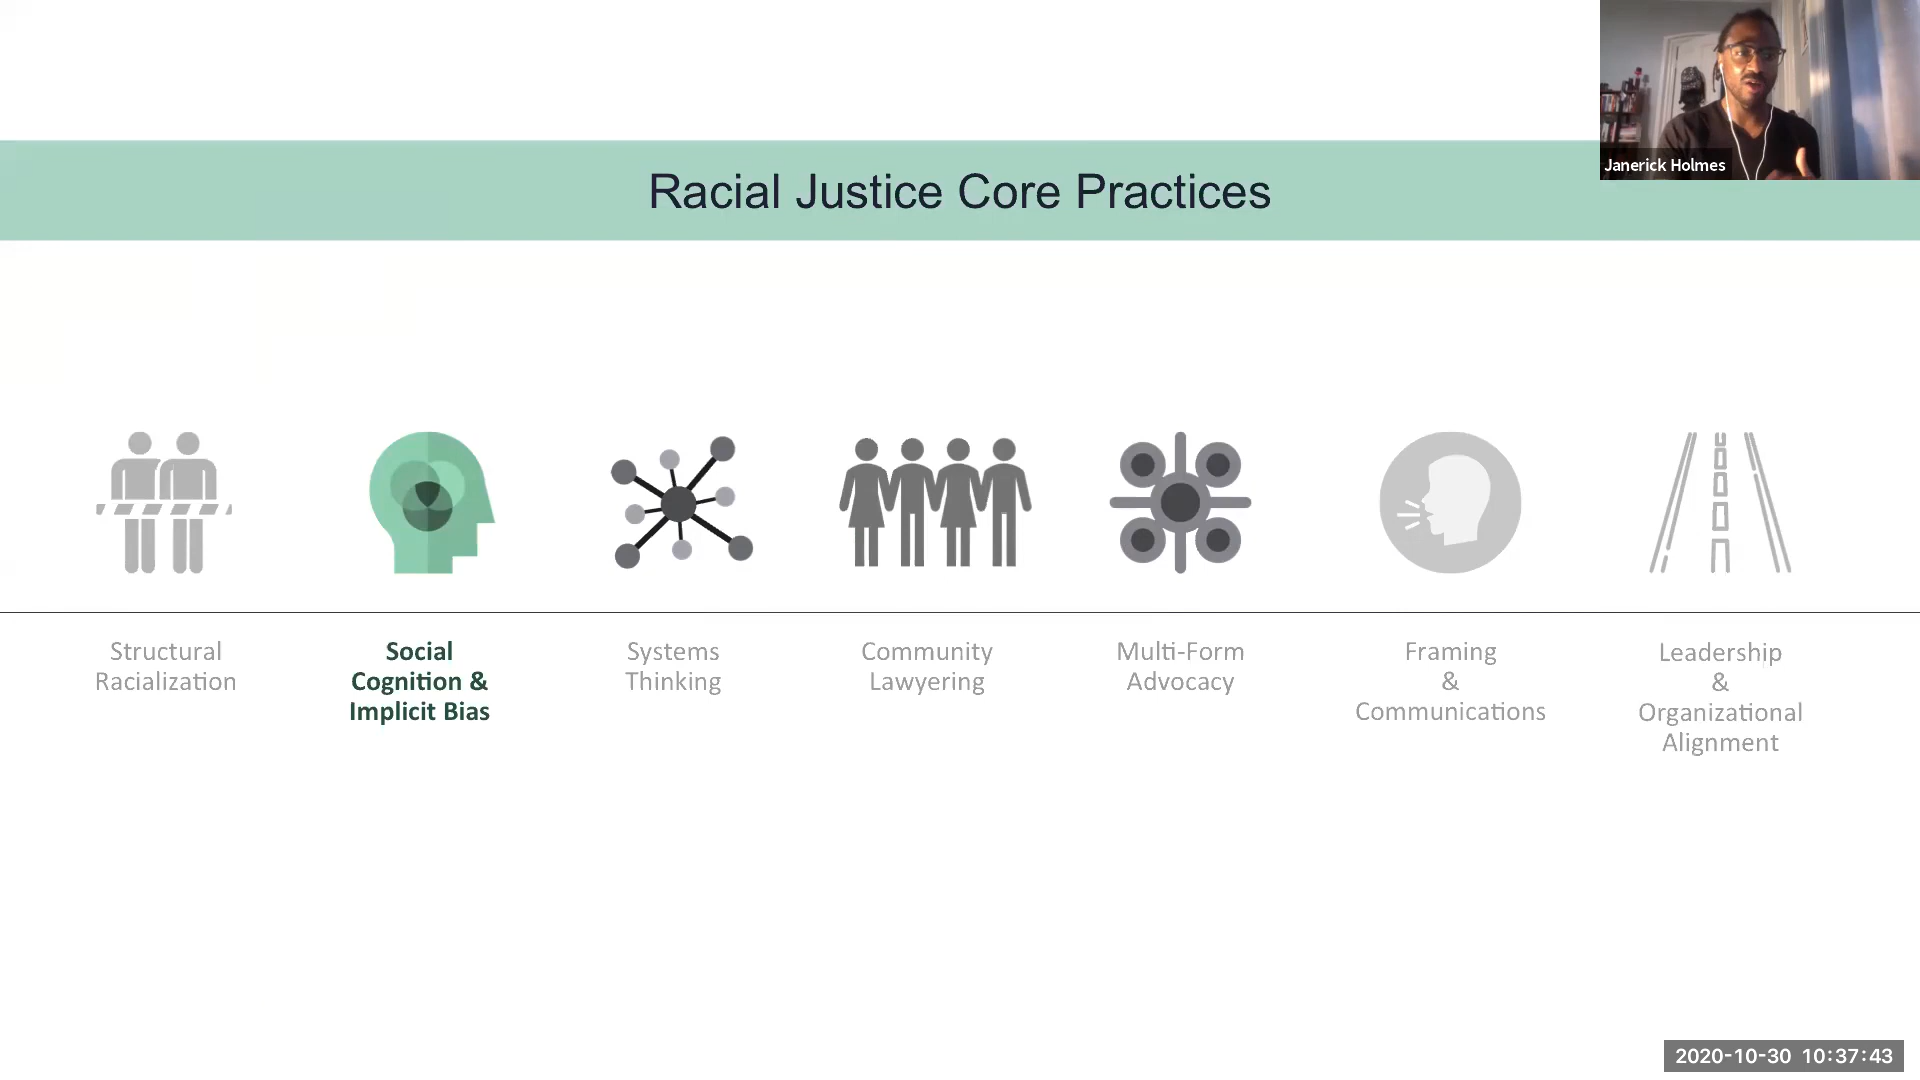 Janerick Holmes
Racial Justice Core Practices
Structural
Racialization
Social
Cognition &
Implicit Bias
Systems
Thinking
Community
Lawyering
Multi-Form
Advocacy
Framing
&
Communications
Leadership
&
Organizational
Alignment
2020-10-30 10:37:43